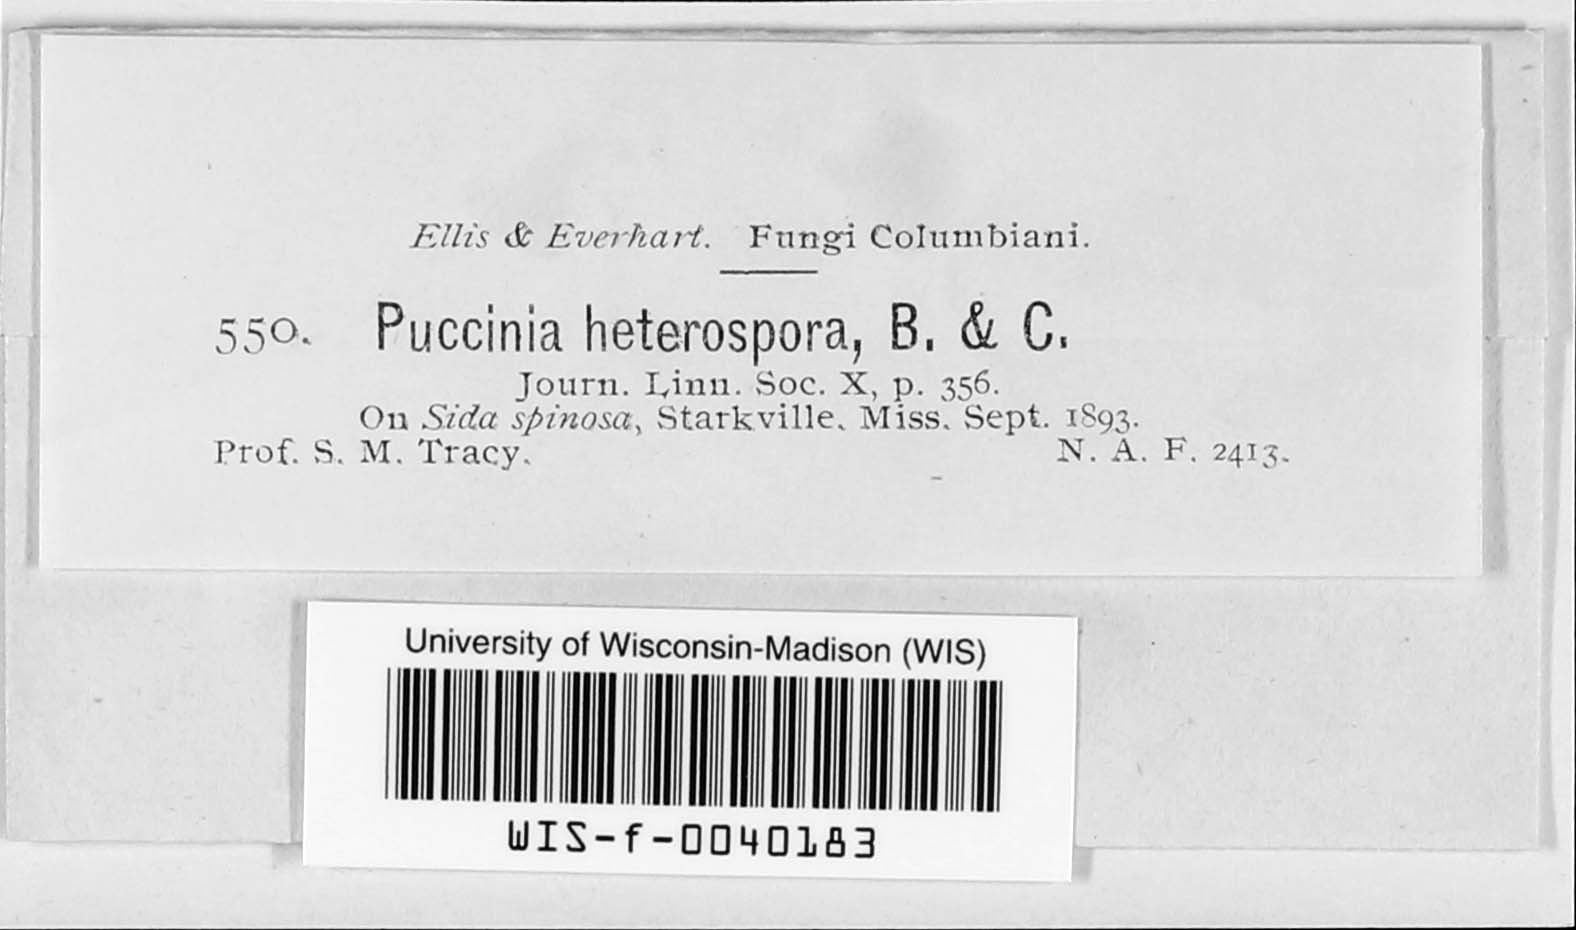 Ellis & Everhart. Fungi Columbiani.
550. Puccinia heterospora, B. & C.
Journ. Linn. Soc. X, p. 356.
On Sida spinosa, Starkville, Miss. Sept. 1893.
Prof. S. M. Tracy. N. A. F. 2413.
University of Wisconsin-Madison (WIS)
WIS-f-0040183